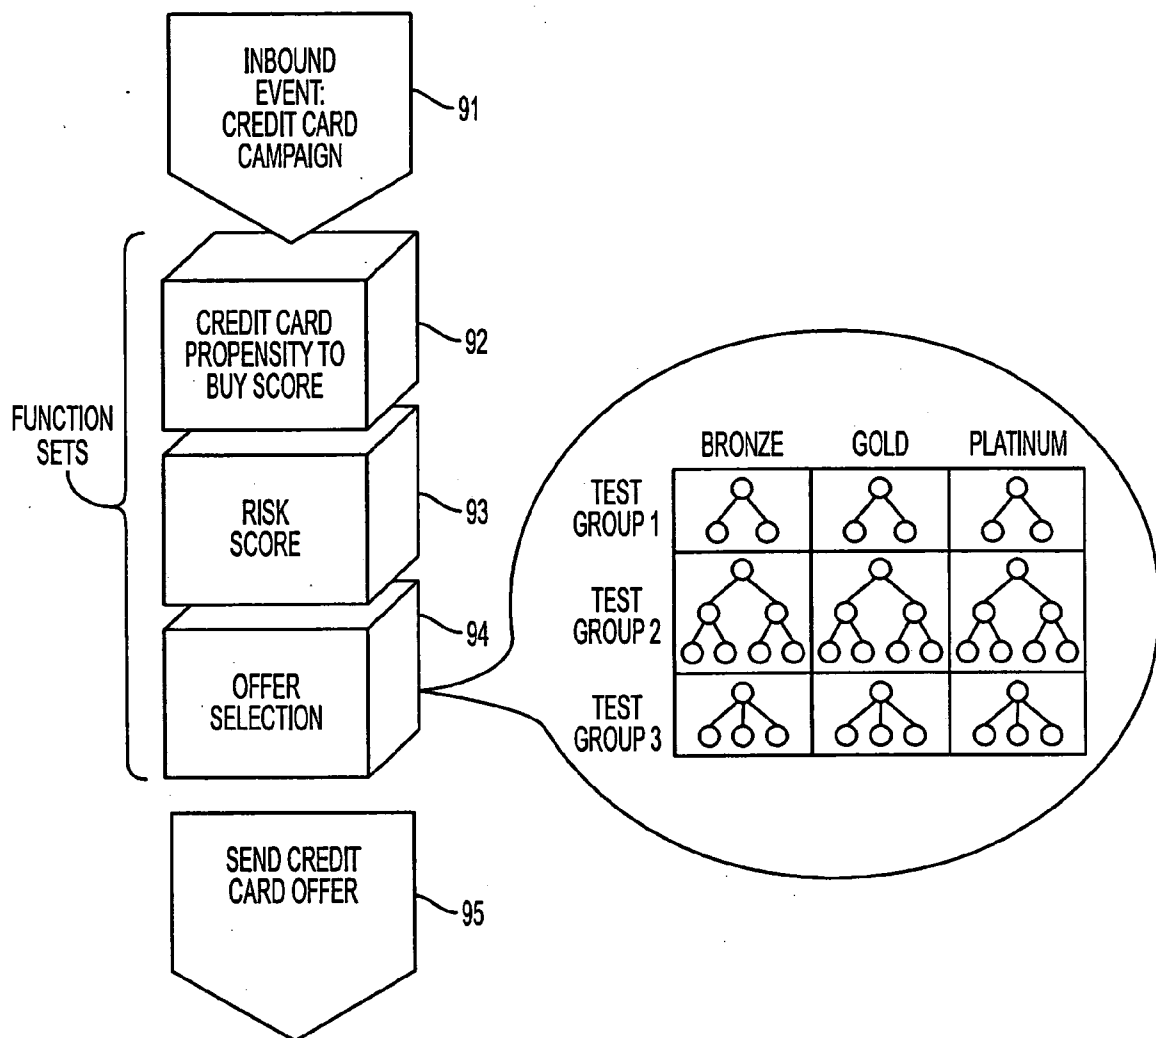 INBOUND
EVENT:
CREDIT CARD
CAMPAIGN
91
CREDIT CARD
PROPENSITY TO
BUY SCORE
92
FUNCTION
SETS
RISK
SCORE
93
OFFER
SELECTION
94
BRONZE GOLD PLATINUM
TEST
GROUP 1
TEST
GROUP 2
TEST
GROUP 3
SEND CREDIT
CARD OFFER
95